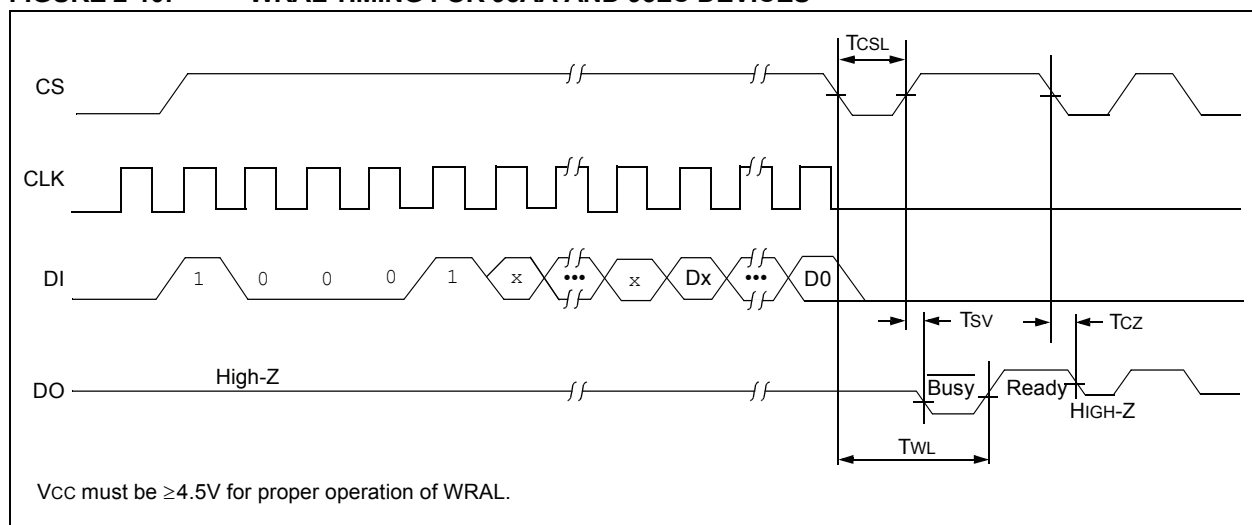 TCSL
CS
CLK
DI 1 0 0 0 1 x ••• x Dx ••• D0
TSV TCZ
High-Z
DO Busy Ready
HIGH-Z
TWL
VCC must be ≥4.5V for proper operation of WRAL.